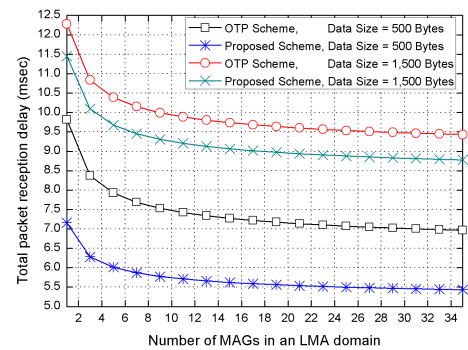 12.5
12.0
11.5
11.0
10.5
10.0
9.5
9.0
8.5
8.0
7.5
7.0
6.5
6.0
5.5
5.0
Total packet reception delay (msec)
OTP Scheme, Data Size = 500 Bytes
Proposed Scheme, Data Size = 500 Bytes
OTP Scheme, Data Size = 1,500 Bytes
Proposed Scheme, Data Size = 1,500 Bytes
2 4 6 8 10 12 14 16 18 20 22 24 26 28 30 32 34
Number of MAGs in an LMA domain